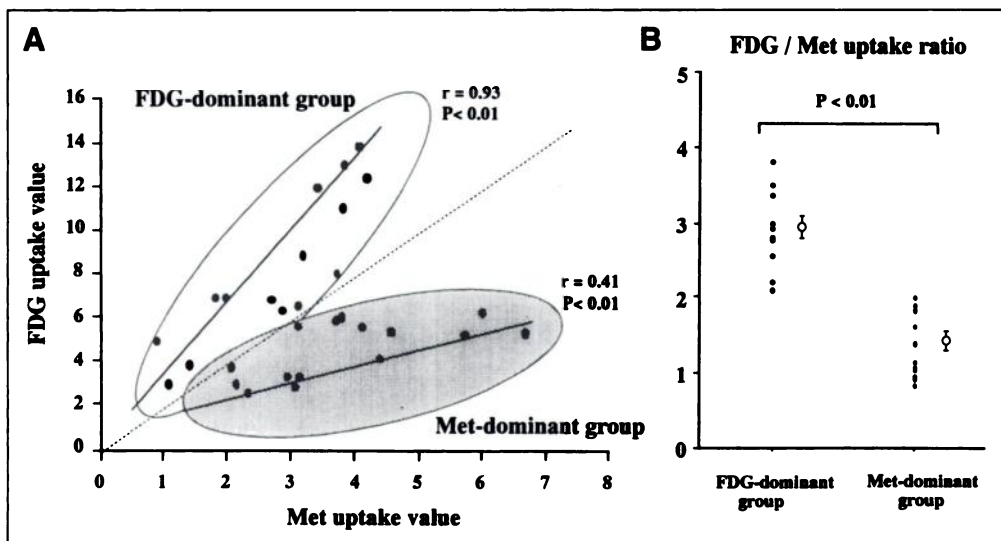 A
FDG-dominant group
r = 0.93
P< 0.01
r = 0.41
P< 0.01
Met-dominant group
FDG uptake value
16
14
12
10
8
6
4
2
0
0 1 2 3 4 5 6 7 8
Met uptake value
B
FDG / Met uptake ratio
P < 0.01
5
4
3
2
1
0
FDG-dominant
group
Met-dominant
group